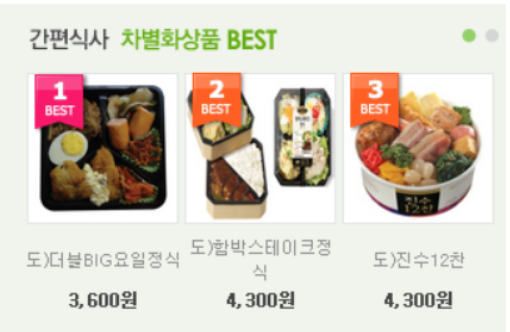 간편식사 차별화상품 BEST
1
BEST
2
BEST
3
BEST
진수
12찬
도)더블BIG요일정식
도)함박스테이크정
식
도)진수12찬
3,600원
4,300원
4,300원